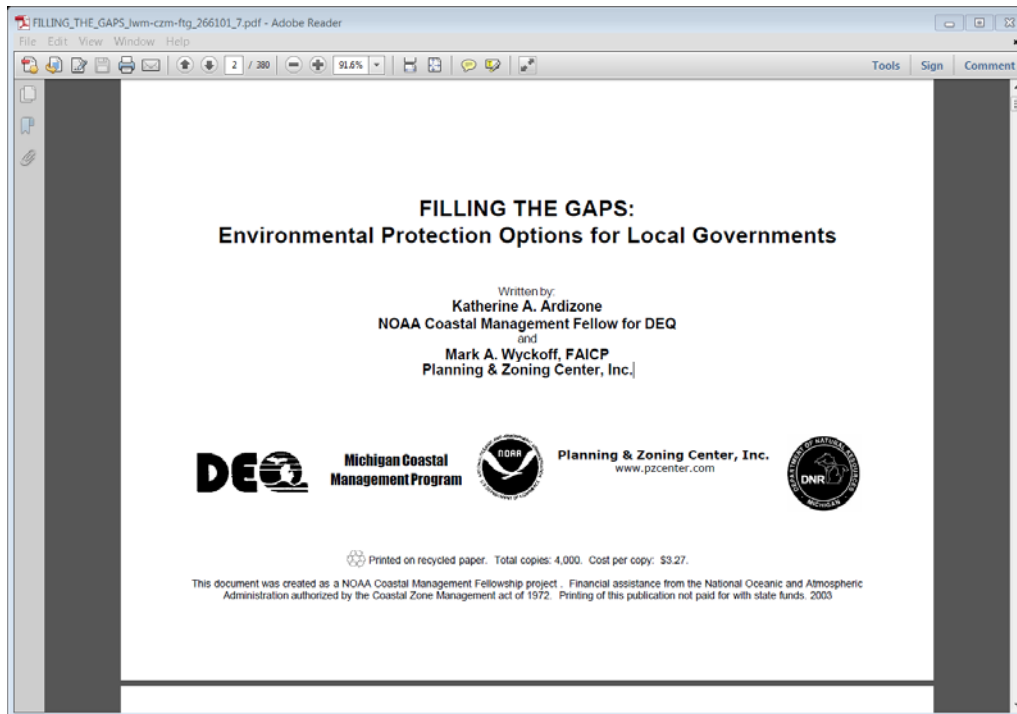 FILLING_THE_GAPS_lwm-czm-ftg_266101_7.pdf - Adobe Reader
File Edit View Window Help
2 / 380 91.6% Tools Sign Comment
FILLING THE GAPS:
Environmental Protection Options for Local Governments
Written by:
Katherine A. Ardizone
NOAA Coastal Management Fellow for DEQ
and
Mark A. Wyckoff, FAICP
Planning & Zoning Center, Inc.
DEQ
Michigan Coastal
Management Program
NOAA
Planning & Zoning Center, Inc.
www.pzcenter.com
DEPARTMENT OF NATURAL RESOURCES
DNR
MICHIGAN
Printed on recycled paper. Total copies: 4,000. Cost per copy: $3.27.
This document was created as a NOAA Coastal Management Fellowship project . Financial assistance from the National Oceanic and Atmospheric
Administration authorized by the Coastal Zone Management act of 1972. Printing of this publication not paid for with state funds. 2003